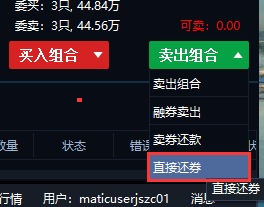 委买：3只, 44.84万
委卖：3只, 44.56万 可卖：0.00
买入组合 卖出组合
卖出组合
融券卖出
卖券还款
数量 状态 错误
直接还券
直接还券
行情 用户：maticuserjszc01 消息